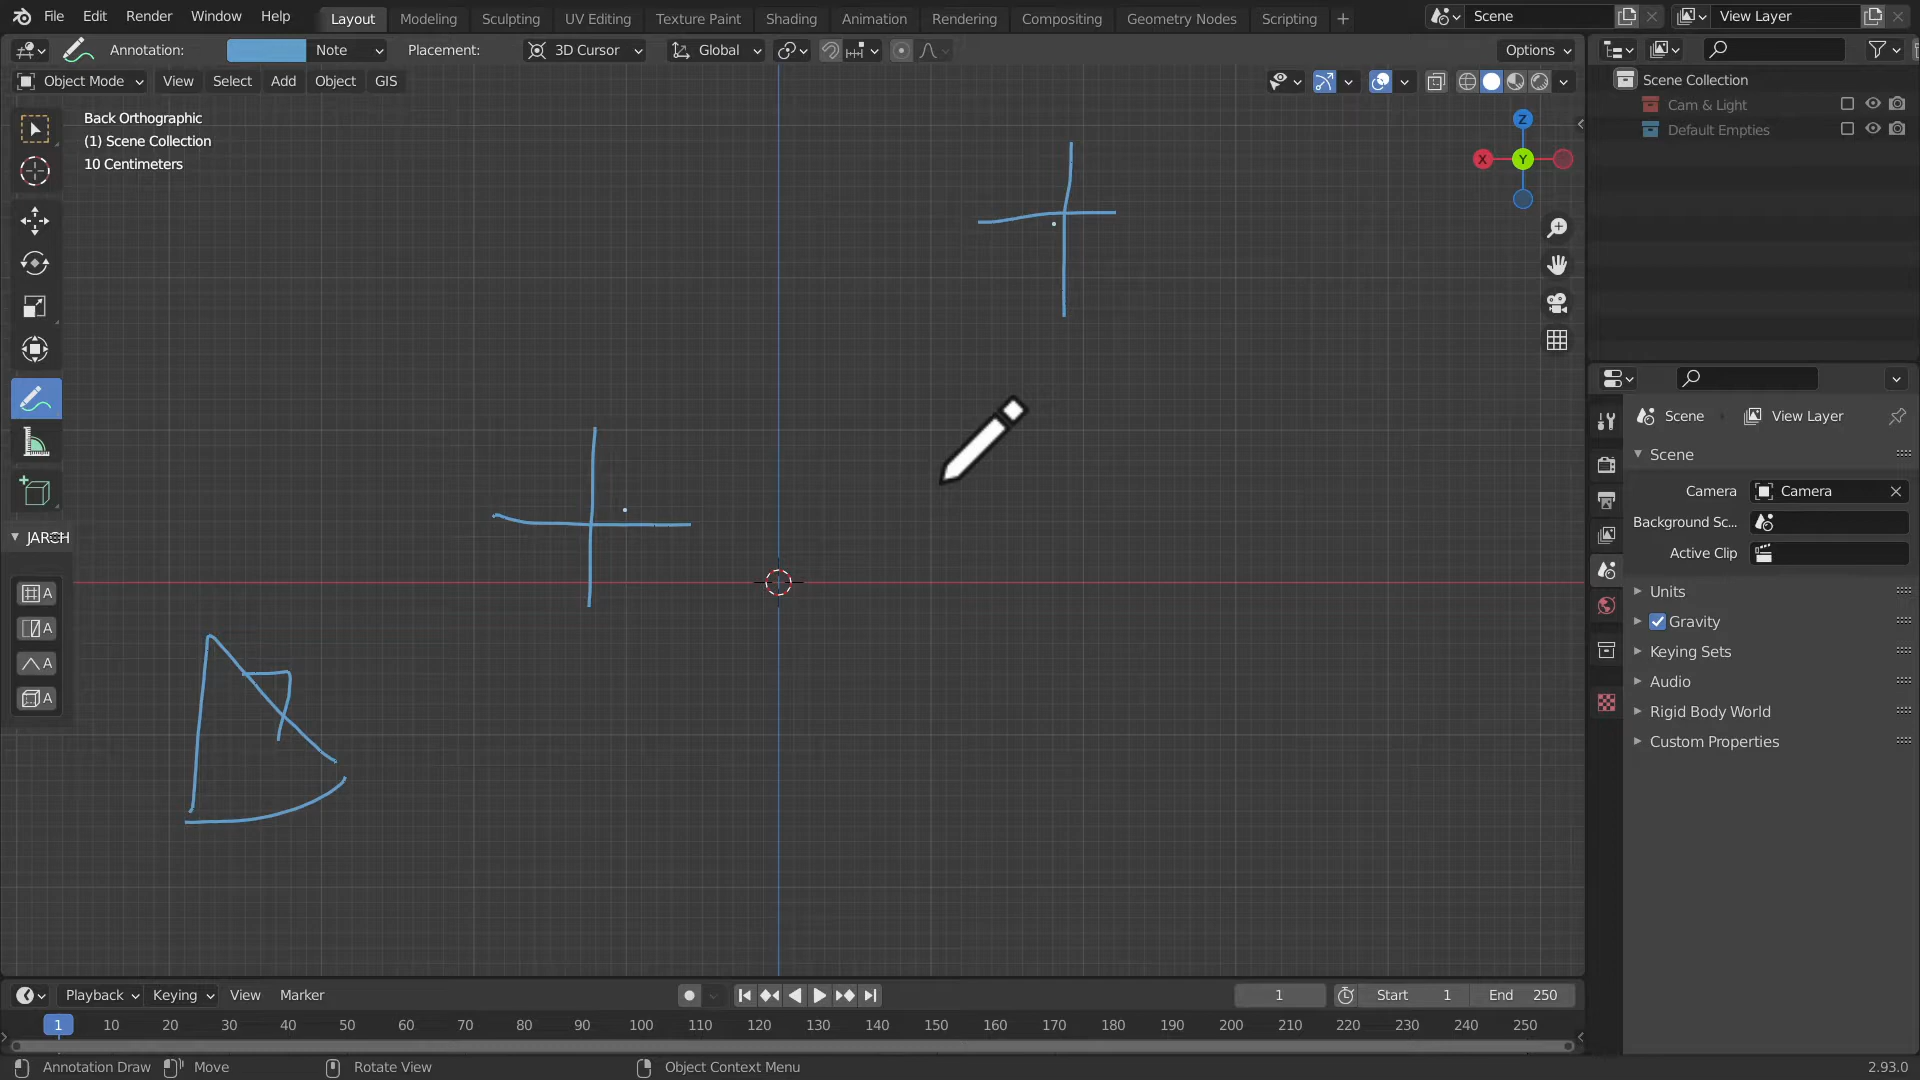 File Edit Render Window Help Layout Modeling Sculpting UV Editing Texture Paint Shading Animation Rendering Compositing Geometry Nodes Scripting + Scene View Layer
Annotation: Note Placement: 3D Cursor Global Options
Object Mode View Select Add Object GIS
Back Orthographic
(1) Scene Collection
10 Centimeters
Z
X Y
JARCH
A
A
A
A
Scene Collection
Cam & Light
Default Empties
Scene View Layer
Scene
Camera Camera
Background Sc...
Active Clip
Units
Gravity
Keying Sets
Audio
Rigid Body World
Custom Properties
Playback Keying View Marker 1 Start 1 End 250
1 10 20 30 40 50 60 70 80 90 100 110 120 130 140 150 160 170 180 190 200 210 220 230 240 250
Annotation Draw Move Rotate View Object Context Menu 2.93.0